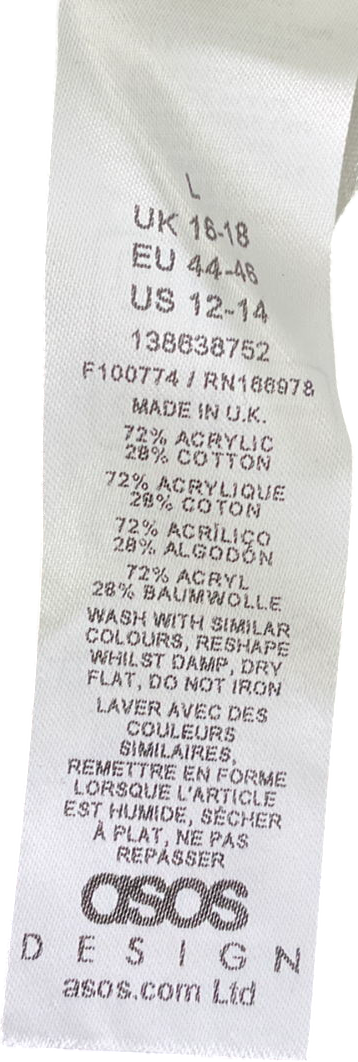 L
UK 16-18
EU 44-46
US 12-14
138638752
F100774 / RN166978
MADE IN U.K.
72% ACRYLIC
28% COTTON
72% ACRYLIQUE
28% COTON
72% ACRÍLICO
28% ALGODÓN
72% ACRYL
28% BAUMWOLLE
WASH WITH SIMILAR
COLOURS, RESHAPE
WHILST DAMP, DRY
FLAT, DO NOT IRON
LAVER AVEC DES
COULEURS
SIMILAIRES,
REMETTRE EN FORME
LORSQUE L'ARTICLE
EST HUMIDE, SÉCHER
À PLAT, NE PAS
REPASSER
asos
DESIGN
asos.com Ltd